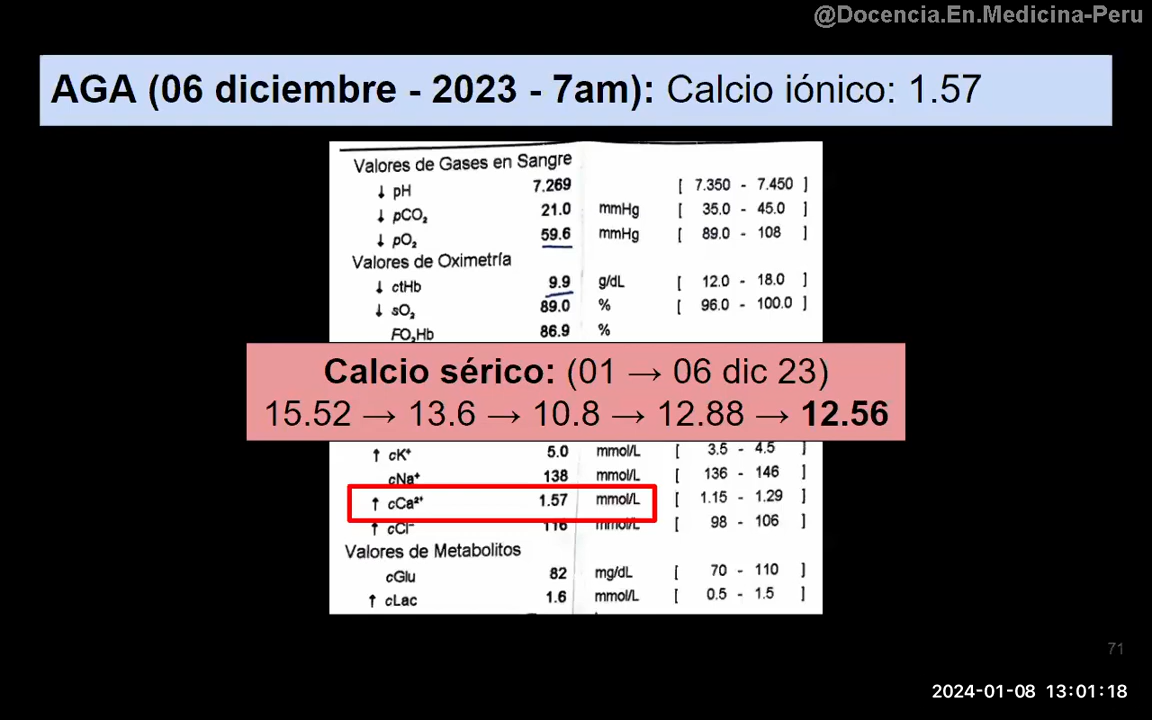 @Docencia.En.Medicina-Peru
AGA (06 diciembre - 2023 - 7am): Calcio iónico: 1.57
Valores de Gases en Sangre
↓ pH 7.269 [ 7.350 - 7.450 ]
↓ pCO₂ 21.0 mmHg [ 35.0 - 45.0 ]
↓ pO₂ 59.6 mmHg [ 89.0 - 108 ]
Valores de Oximetría
↓ ctHb 9.9 g/dL [ 12.0 - 18.0 ]
↓ sO₂ 89.0 % [ 96.0 - 100.0 ]
FO₂Hb 86.9 %
Calcio sérico: (01 → 06 dic 23)
15.52 → 13.6 → 10.8 → 12.88 → 12.56
↑ cK⁺ 5.0 mmol/L [ 3.5 - 4.5 ]
cNa⁺ 138 mmol/L [ 136 - 146 ]
↑ cCa²⁺ 1.57 mmol/L [ 1.15 - 1.29 ]
↑ cCl⁻ 116 mmol/L [ 98 - 106 ]
Valores de Metabolitos
cGlu 82 mg/dL [ 70 - 110 ]
↑ cLac 1.6 mmol/L [ 0.5 - 1.5 ]
71
2024-01-08 13:01:18